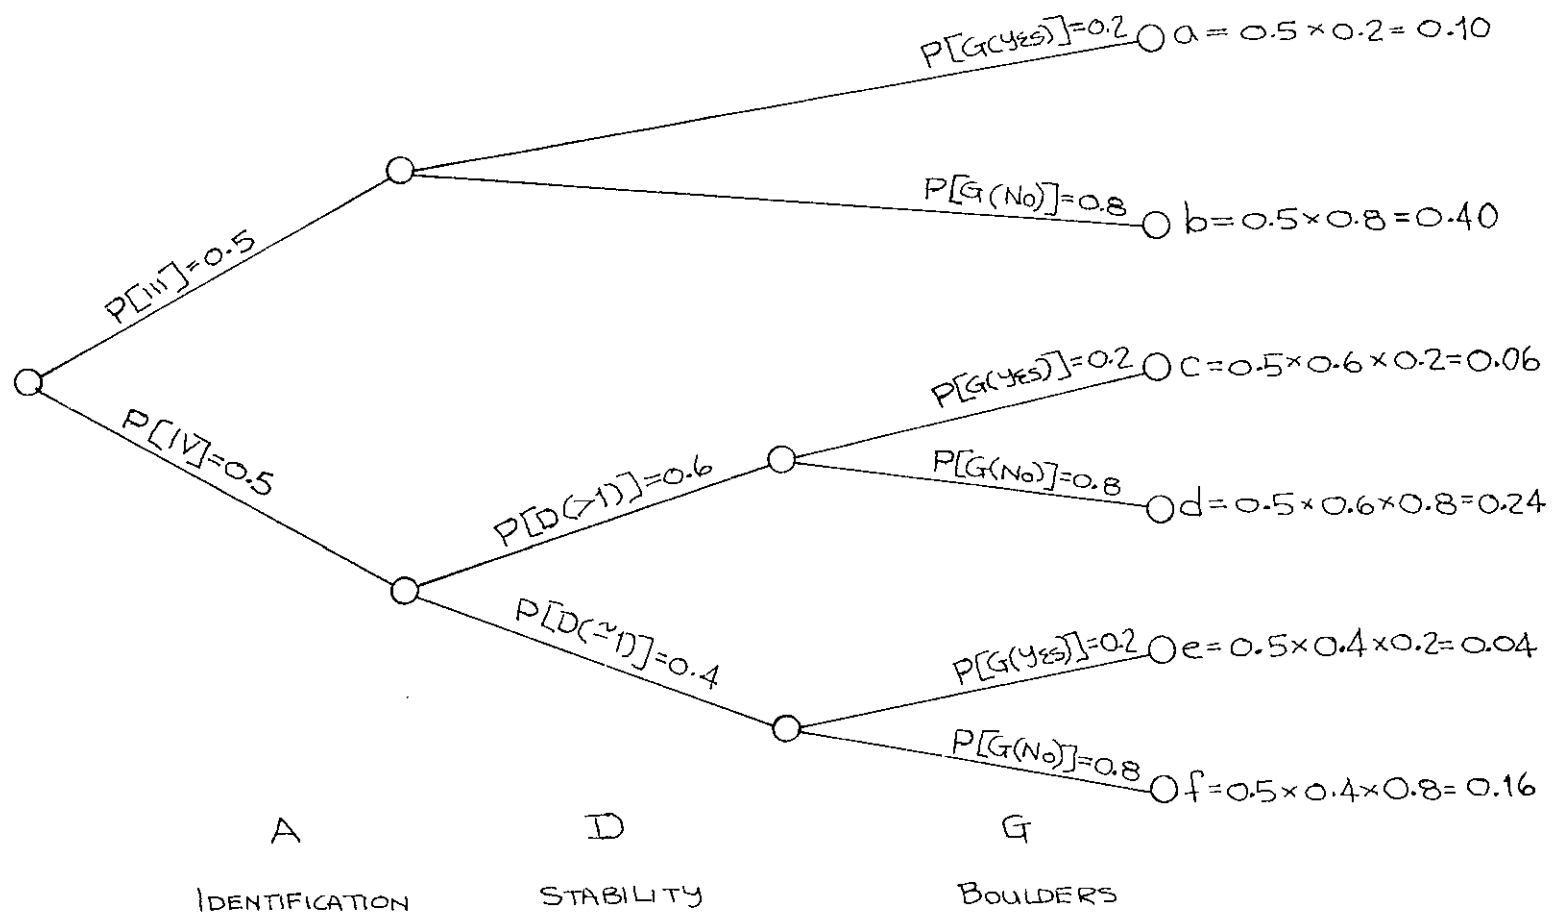 P[G(YES)]=0.2
a = 0.5 × 0.2 = 0.10
P[G(NO)]=0.8
b = 0.5 × 0.8 = 0.40
P[III]=0.5
P[G(YES)]=0.2
c = 0.5 × 0.6 × 0.2 = 0.06
P[IV]=0.5
P[D(>1)]=0.6
P[G(NO)]=0.8
d = 0.5 × 0.6 × 0.8 = 0.24
P[D(≃1)]=0.4
P[G(YES)]=0.2
e = 0.5 × 0.4 × 0.2 = 0.04
P[G(NO)]=0.8
f = 0.5 × 0.4 × 0.8 = 0.16
A D G
IDENTIFICATION STABILITY BOULDERS